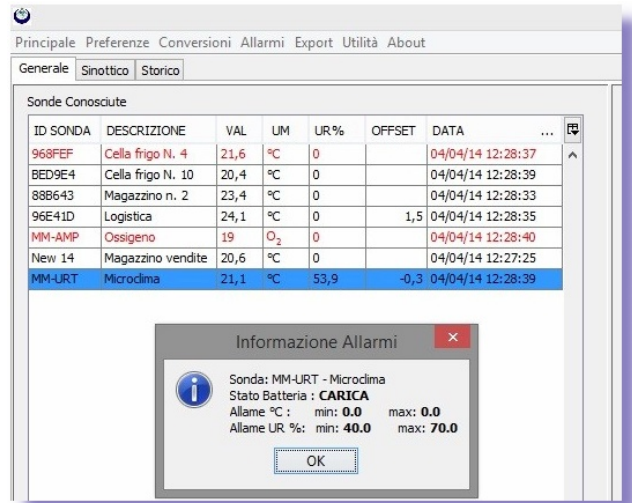 Principale Preferenze Conversioni Allarmi Export Utilità About
Generale Sinottico Storico
Sonde Conosciute
ID SONDA DESCRIZIONE VAL UM UR% OFFSET DATA ...
968FEF Cella frigo N. 4 21,6 °C 0 04/04/14 12:28:37
BED9E4 Cella frigo N. 10 20,4 °C 0 04/04/14 12:28:39
88B643 Magazzino n. 2 23,4 °C 0 04/04/14 12:28:33
96E41D Logistica 24,1 °C 0 1,5 04/04/14 12:28:35
MM-AMP Ossigeno 19 O₂ 0 04/04/14 12:28:40
New 14 Magazzino vendite 20,6 °C 0 04/04/14 12:27:25
MM-URT Microclima 21,1 °C 53,9 -0,3 04/04/14 12:28:39
Informazione Allarmi
Sonda: MM-URT - Microclima
Stato Batteria : CARICA
Allame °C : min: 0.0 max: 0.0
Allame UR %: min: 40.0 max: 70.0
OK